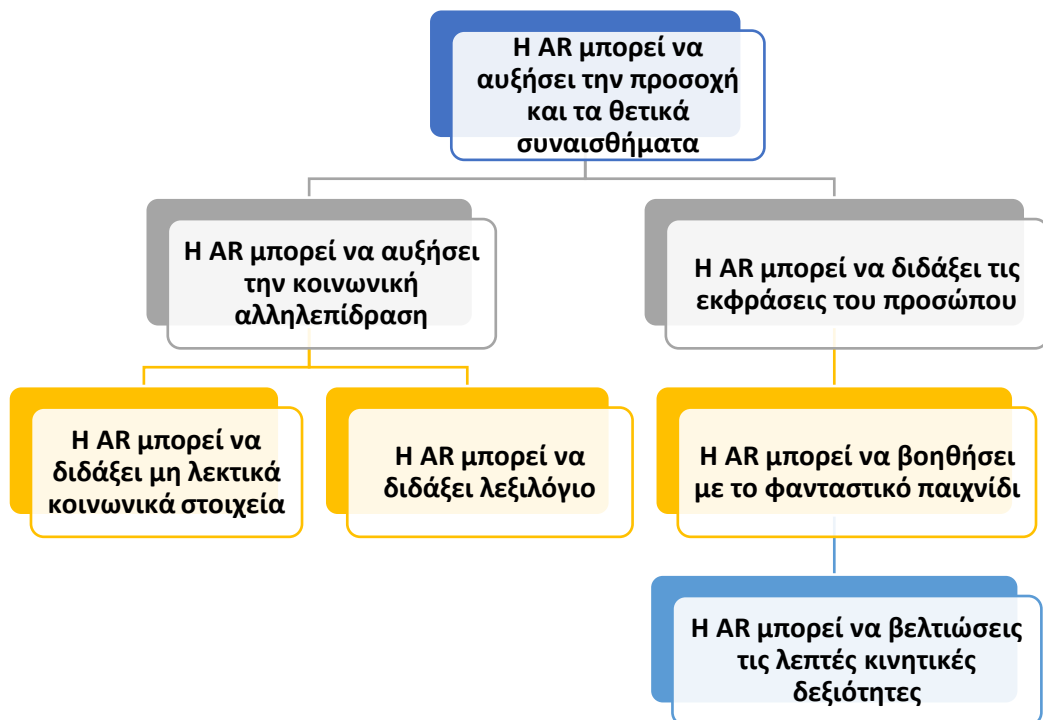 Η AR μπορεί να
αυξήσει την προσοχή
και τα θετικά
συναισθήματα
Η AR μπορεί να αυξήσει
την κοινωνική
αλληλεπίδραση
Η AR μπορεί να διδάξει τις
εκφράσεις του προσώπου
Η AR μπορεί να
διδάξει μη λεκτικά
κοινωνικά στοιχεία
Η AR μπορεί να
διδάξει λεξιλόγιο
Η AR μπορεί να βοηθήσει
με το φανταστικό παιχνίδι
Η AR μπορεί να βελτιώσεις
τις λεπτές κινητικές
δεξιότητες